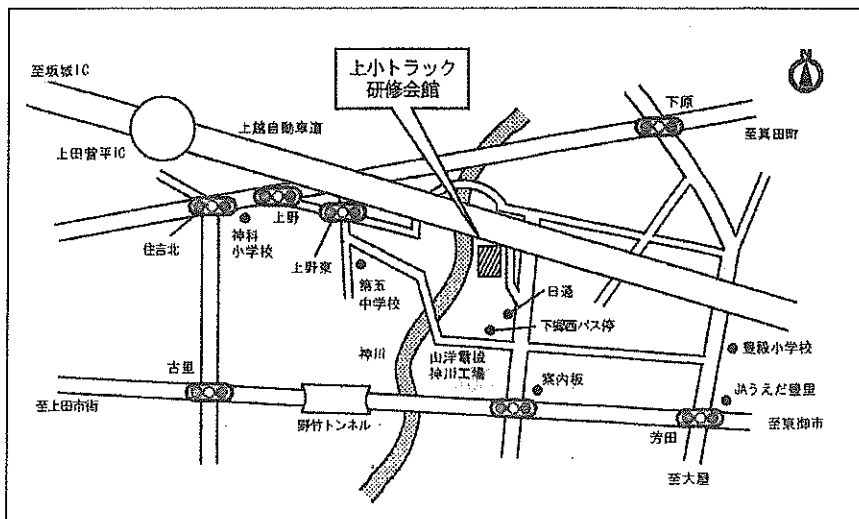 上小トラック
研修会館
至坂城IC
上越自動車道
上田菅平IC
下原
至真田町
住吉北
上野
神科
小学校
上野東
第五
中学校
日通
下郷西バス停
神川
山洋電機
神川工場
豊殿小学校
古里
至上田市街
野竹トンネル
案内板
JAうえだ豊里
芳田
至東御市
至大屋